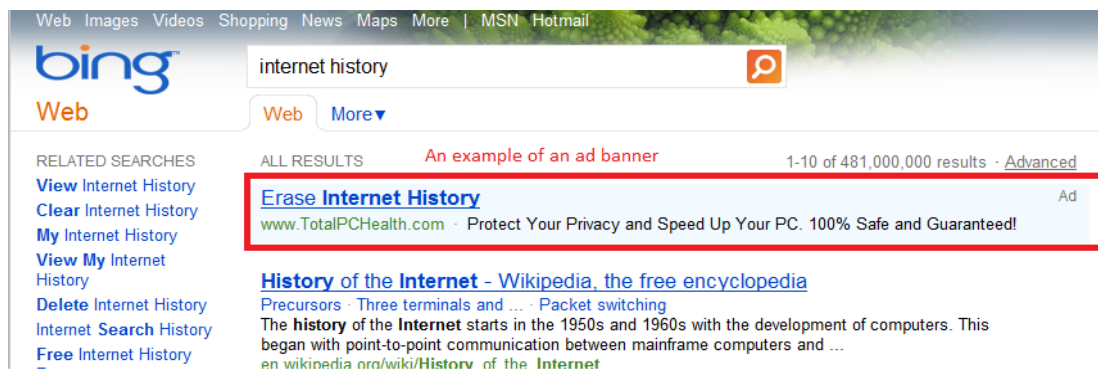 Web Images Videos Shopping News Maps More | MSN Hotmail
bing™
internet history
Web
Web More▼
RELATED SEARCHES
View Internet History
Clear Internet History
My Internet History
View My Internet
History
Delete Internet History
Internet Search History
Free Internet History
ALL RESULTS
An example of an ad banner
1-10 of 481,000,000 results · Advanced
Erase Internet History
Ad
www.TotalPCHealth.com · Protect Your Privacy and Speed Up Your PC. 100% Safe and Guaranteed!
History of the Internet - Wikipedia, the free encyclopedia
Precursors · Three terminals and ... · Packet switching
The history of the Internet starts in the 1950s and 1960s with the development of computers. This
began with point-to-point communication between mainframe computers and ...
en.wikipedia.org/wiki/History_of_the_Internet